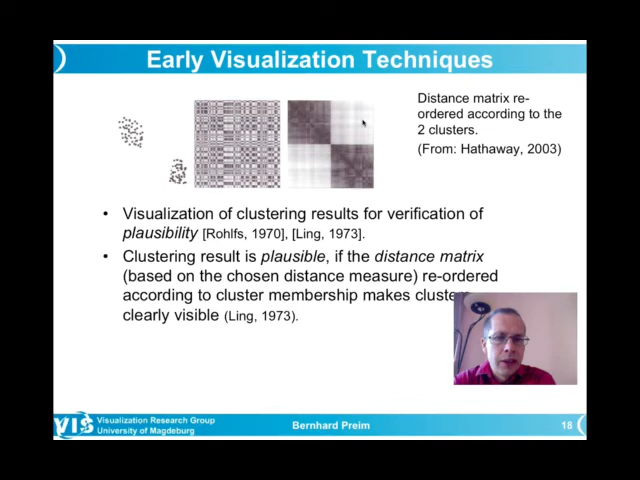 Early Visualization Techniques
Distance matrix re-
ordered according to the
2 clusters.
(From: Hathaway, 2003)
• Visualization of clustering results for verification of
plausibility [Rohlfs, 1970], [Ling, 1973].
• Clustering result is plausible, if the distance matrix
(based on the chosen distance measure) re-ordered
according to cluster membership makes
clearly visible (Ling, 1973).
VIS
Visualization Research Group
University of Magdeburg
Bernhard Preim
18